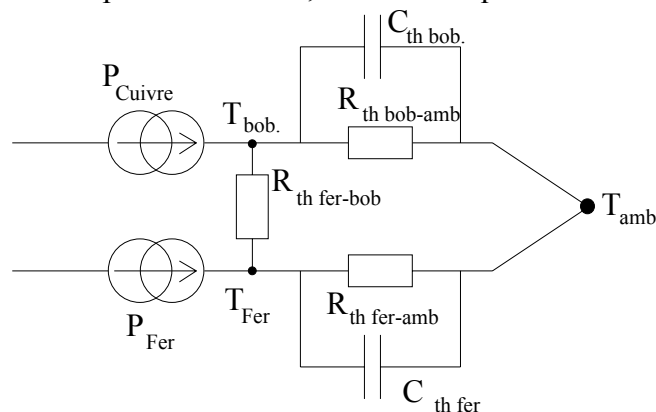 C th bob.
P Cuivre
T bob.
R th bob-amb
R th fer-bob
T amb
T Fer
R th fer-amb
P Fer
C th fer